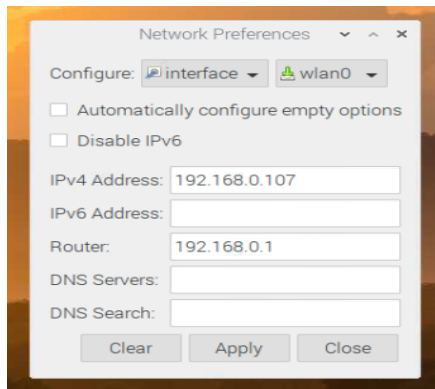 Network Preferences
Configure: interface wlan0
Automatically configure empty options
Disable IPv6
IPv4 Address: 192.168.0.107
IPv6 Address:
Router: 192.168.0.1
DNS Servers:
DNS Search:
Clear Apply Close